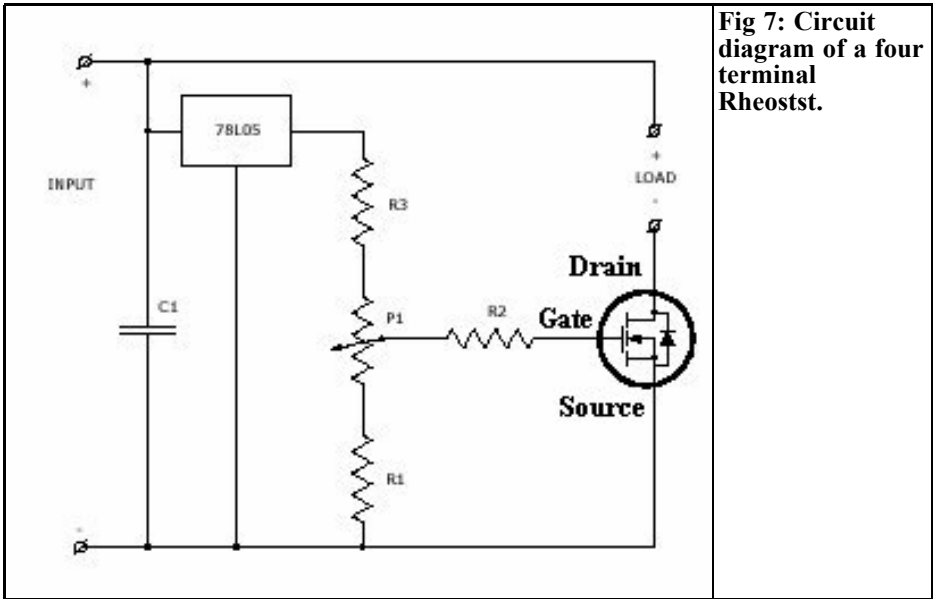 Fig 7: Circuit
diagram of a four
terminal
Rheostst.
+
78L05
INPUT
R3
+
LOAD
-
Drain
C1
P1
R2
Gate
Source
R1
-